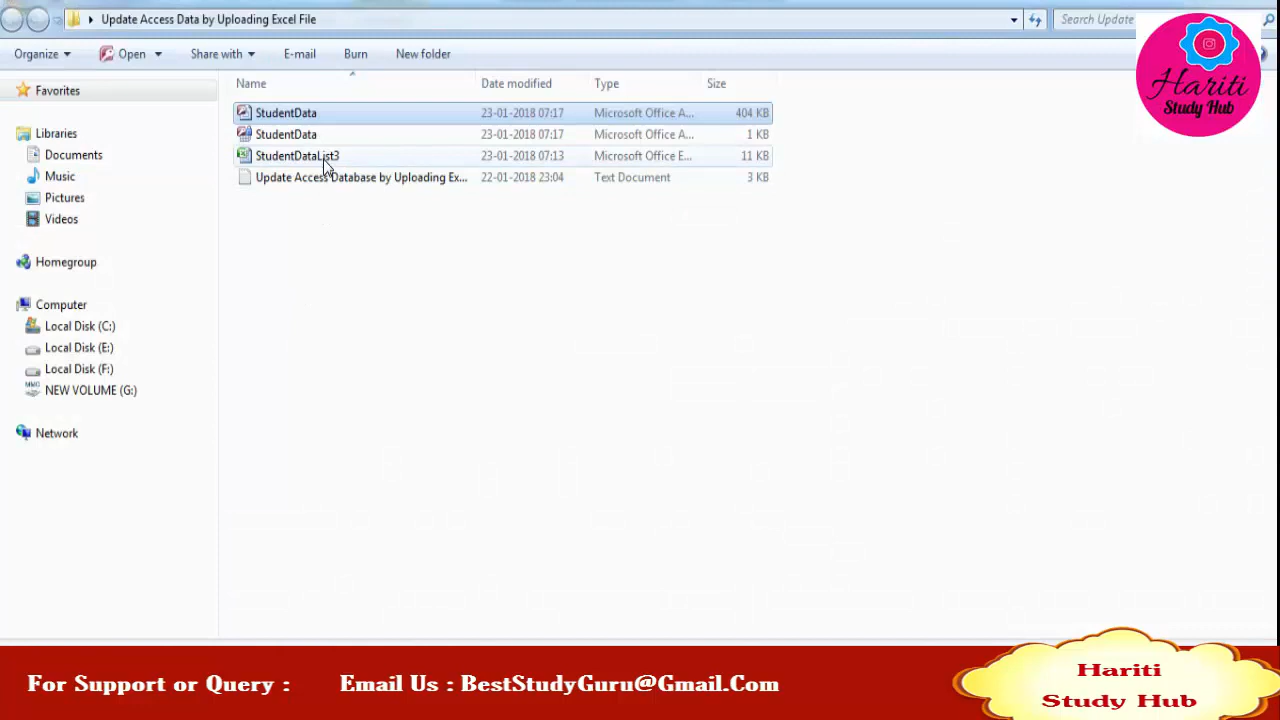 Update Access Data by Uploading Excel File
Search Update
Organize
Open
Share with
E-mail
Burn
New folder
Name
Date modified
Type
Size
Favorites
Libraries
Documents
Music
Pictures
Videos
Homegroup
Computer
Local Disk (C:)
Local Disk (E:)
Local Disk (F:)
NEW VOLUME (G:)
Network
StudentData 23-01-2018 07:17 Microsoft Office A... 404 KB
StudentData 23-01-2018 07:17 Microsoft Office A... 1 KB
StudentDataList3 23-01-2018 07:13 Microsoft Office E... 11 KB
Update Access Database by Uploading Ex... 22-01-2018 23:04 Text Document 3 KB
Hariti
Study Hub
For Support or Query : Email Us : BestStudyGuru@Gmail.Com
Hariti
Study Hub